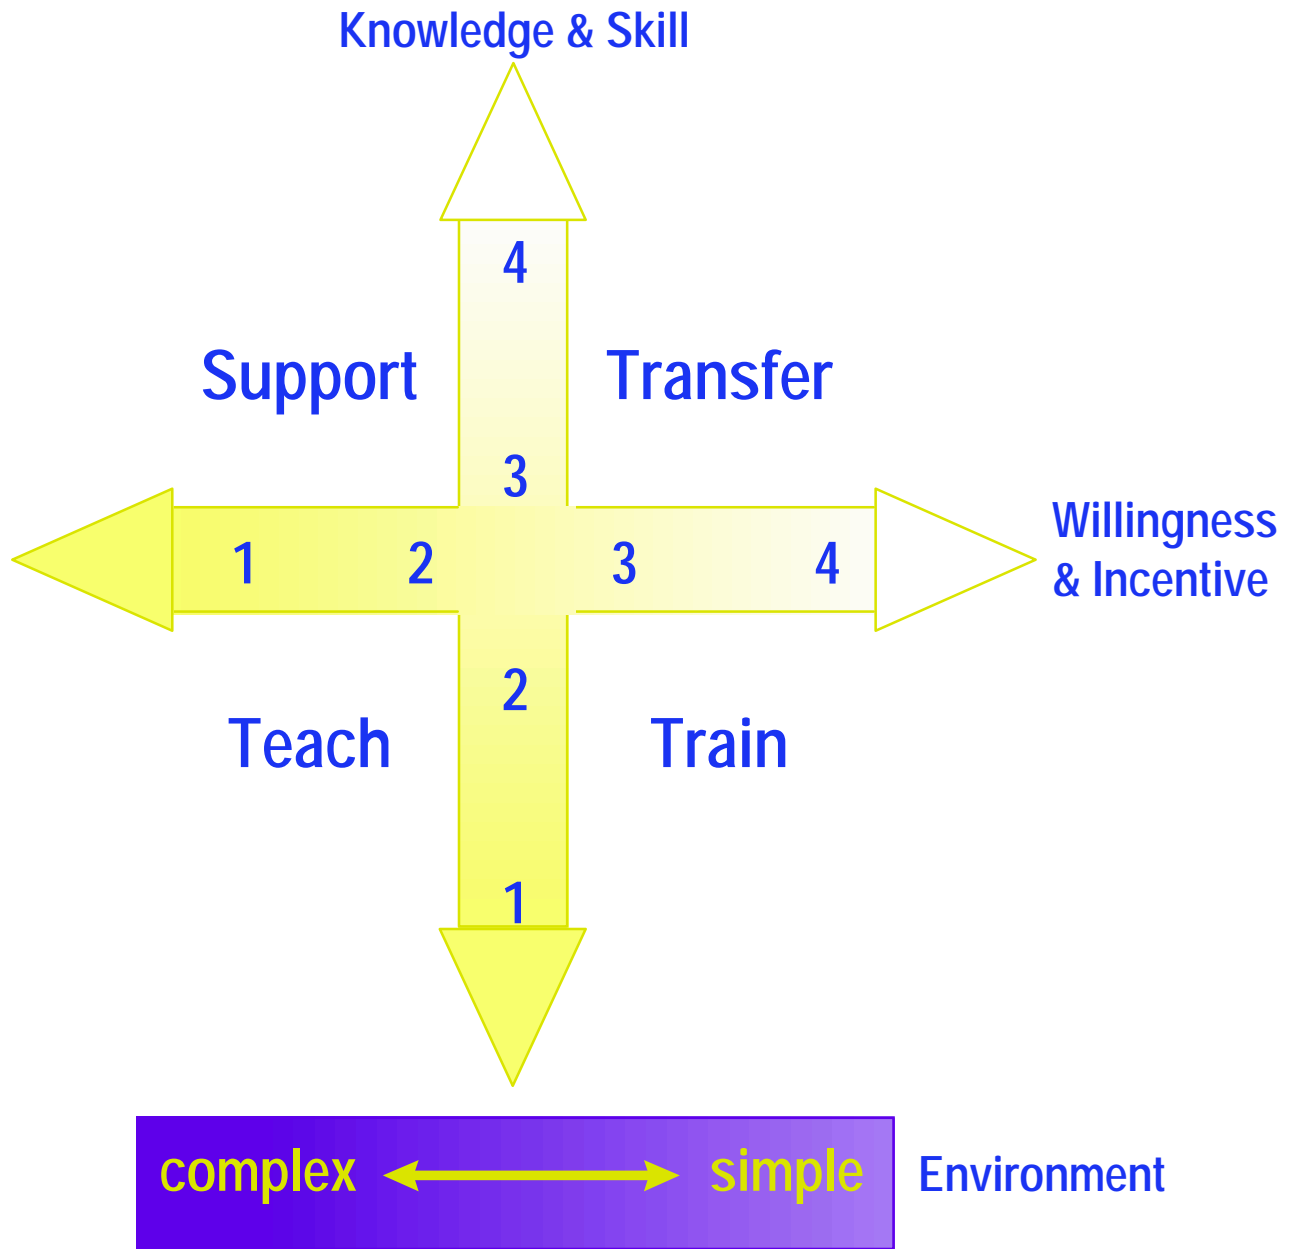 Knowledge & Skill
4
Support Transfer
3
Willingness
& Incentive
1 2 3 4
2
Teach Train
1
complex simple Environment